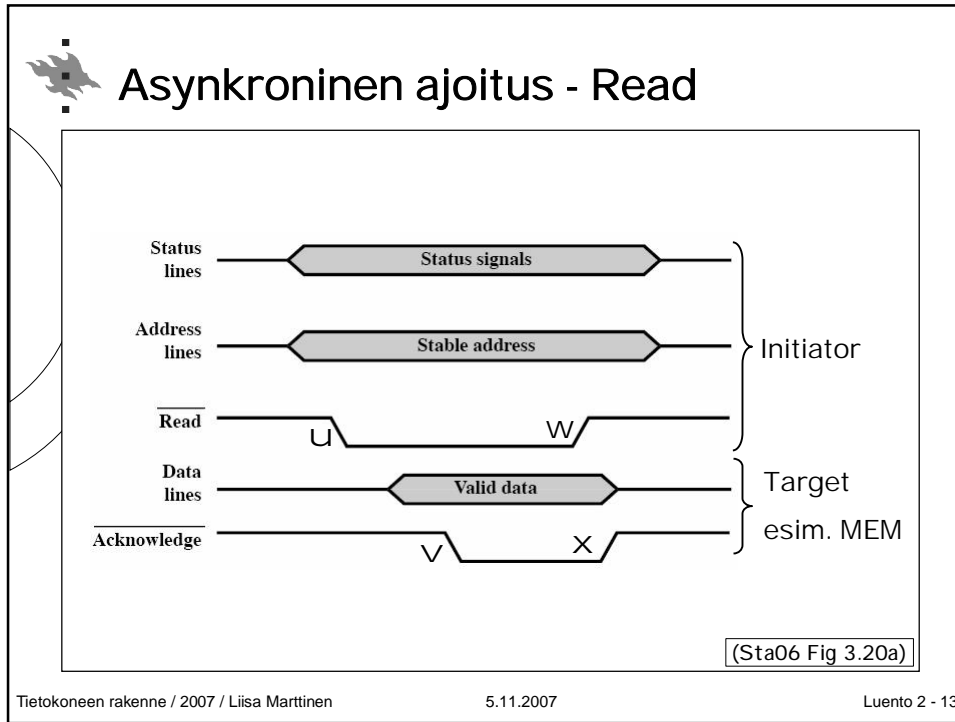 Asynkroninen ajoitus - Read
Status
lines
Status signals
Address
lines
Stable address
Initiator
Read
u
w
Data
lines
Valid data
Target
Acknowledge
v
x
esim. MEM
(Sta06 Fig 3.20a)
Tietokoneen rakenne / 2007 / Liisa Marttinen
5.11.2007
Luento 2 - 13